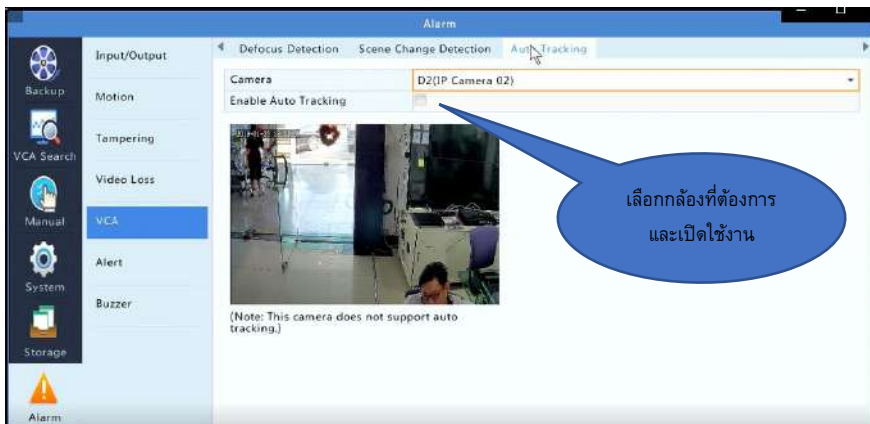 Alarm
Backup
VCA Search
Manual
System
Storage
Alarm
Input/Output
Motion
Tampering
Video Loss
VCA
Alert
Buzzer
Defocus Detection Scene Change Detection Auto Tracking
Camera D2(IP Camera 02)
Enable Auto Tracking
(Note: This camera does not support auto
tracking.)
เลือกกล้องที่ต้องการ
และเปิดใช้งาน